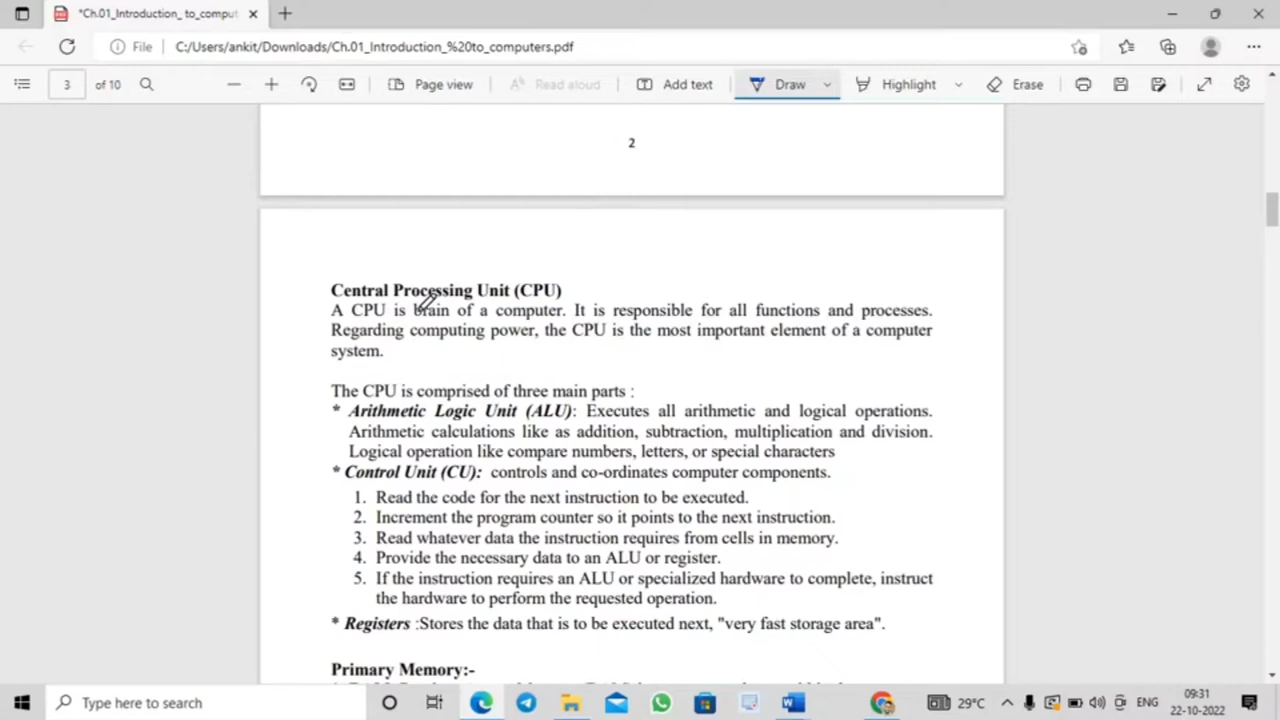 *Ch.01_Introduction_ to_comput
File C:/Users/ankit/Downloads/Ch.01_Introduction_%20to_computers.pdf
3 of 10 Page view Read aloud Add text Draw Highlight Erase
2
Central Processing Unit (CPU)
A CPU is brain of a computer. It is responsible for all functions and processes.
Regarding computing power, the CPU is the most important element of a computer
system.
The CPU is comprised of three main parts :
* Arithmetic Logic Unit (ALU): Executes all arithmetic and logical operations.
Arithmetic calculations like as addition, subtraction, multiplication and division.
Logical operation like compare numbers, letters, or special characters
* Control Unit (CU): controls and co-ordinates computer components.
1. Read the code for the next instruction to be executed.
2. Increment the program counter so it points to the next instruction.
3. Read whatever data the instruction requires from cells in memory.
4. Provide the necessary data to an ALU or register.
5. If the instruction requires an ALU or specialized hardware to complete, instruct
the hardware to perform the requested operation.
* Registers :Stores the data that is to be executed next, "very fast storage area".
Primary Memory:-
Type here to search 29°C ENG 09:31
22-10-2022